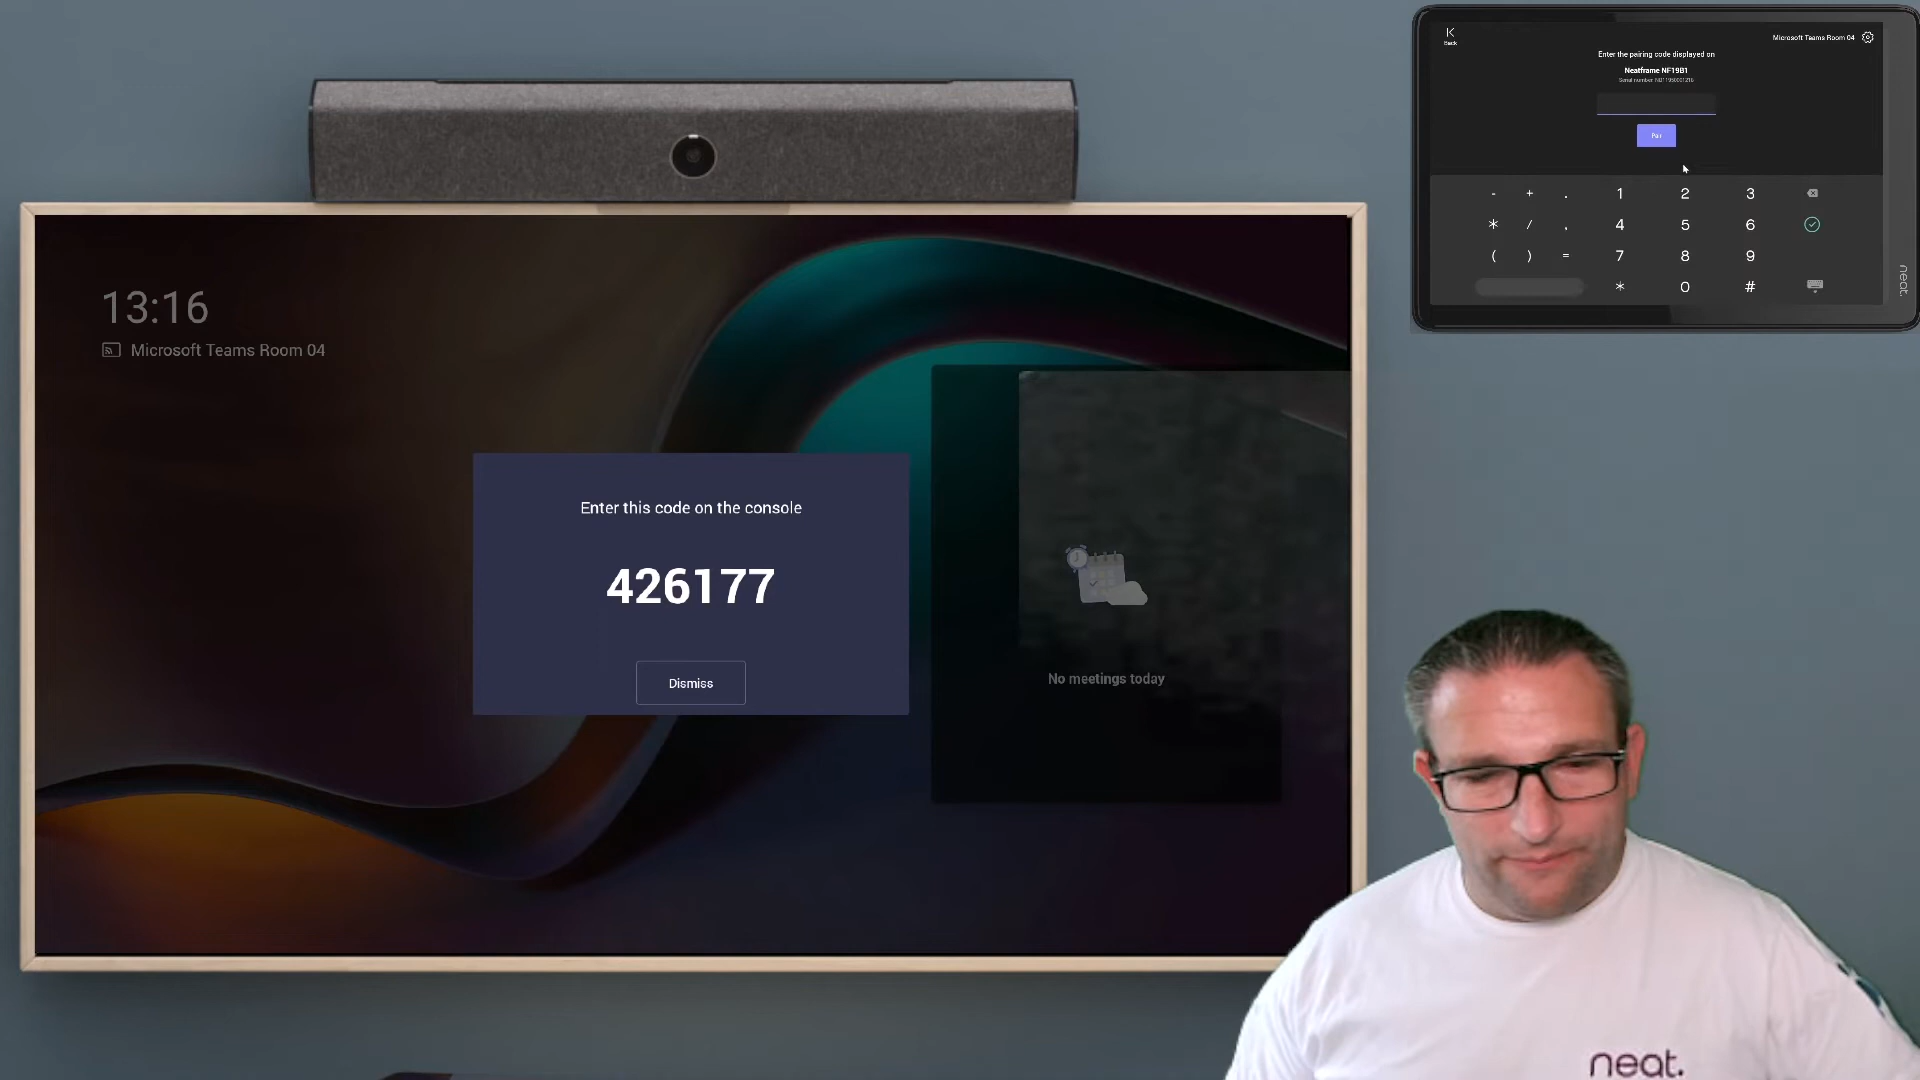 13:16
Microsoft Teams Room 04
Enter this code on the console
426177
Dismiss
No meetings today
Back
Microsoft Teams Room 04
Enter the pairing code displayed on
Neatframe NF19B1
Pair
- + . 1 2 3
* / , 4 5 6
( ) = 7 8 9
* 0 #
neat.
neat.